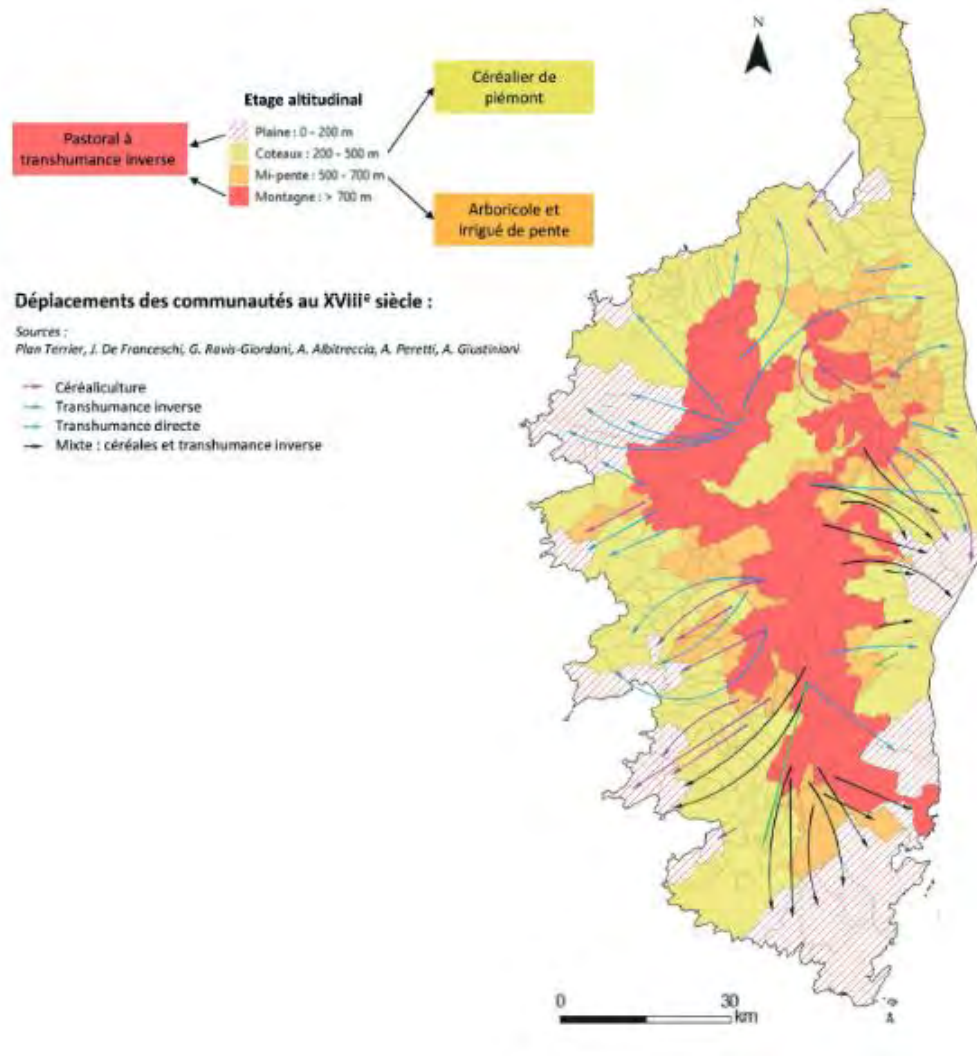 N
Céréalier de
piémont
Etage altitudinal
Pastoral à
transhumance inverse
Plaine : 0 - 200 m
Coteaux : 200 - 500 m
Mi-pente : 500 - 700 m
Montagne : > 700 m
Arboricole et
irrigué de pente
Déplacements des communautés au XVIIIᵉ siècle :
Sources :
Plan Terrier, J. De Franceschi, G. Ravis-Giordani, A. Albitreccia, A. Peretti, A. Giustiniani
Céréaliculture
Transhumance inverse
Transhumance directe
Mixte : céréales et transhumance inverse
0 30
km